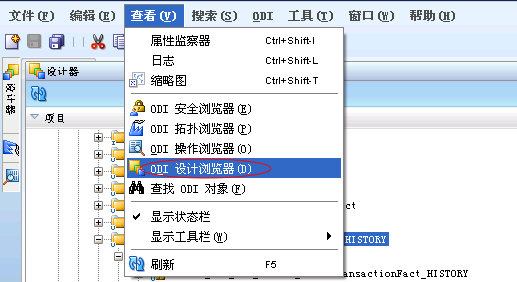 文件(F) 编辑(E) 查看(V) 搜索(S) ODI 工具(T) 窗口(W) 帮助(H)
属性监察器 Ctrl+Shift-I
日志 Ctrl+Shift-L
缩略图 Ctrl+Shift-T
ODI 安全浏览器(E)
ODI 拓扑浏览器(P)
ODI 操作浏览器(O)
ODI 设计浏览器(D)
查找 ODI 对象(F)
显示状态栏
显示工具栏(W)
刷新 F5
设计器
设计器
项目
ct
HISTORY
ransactionFact_HISTORY